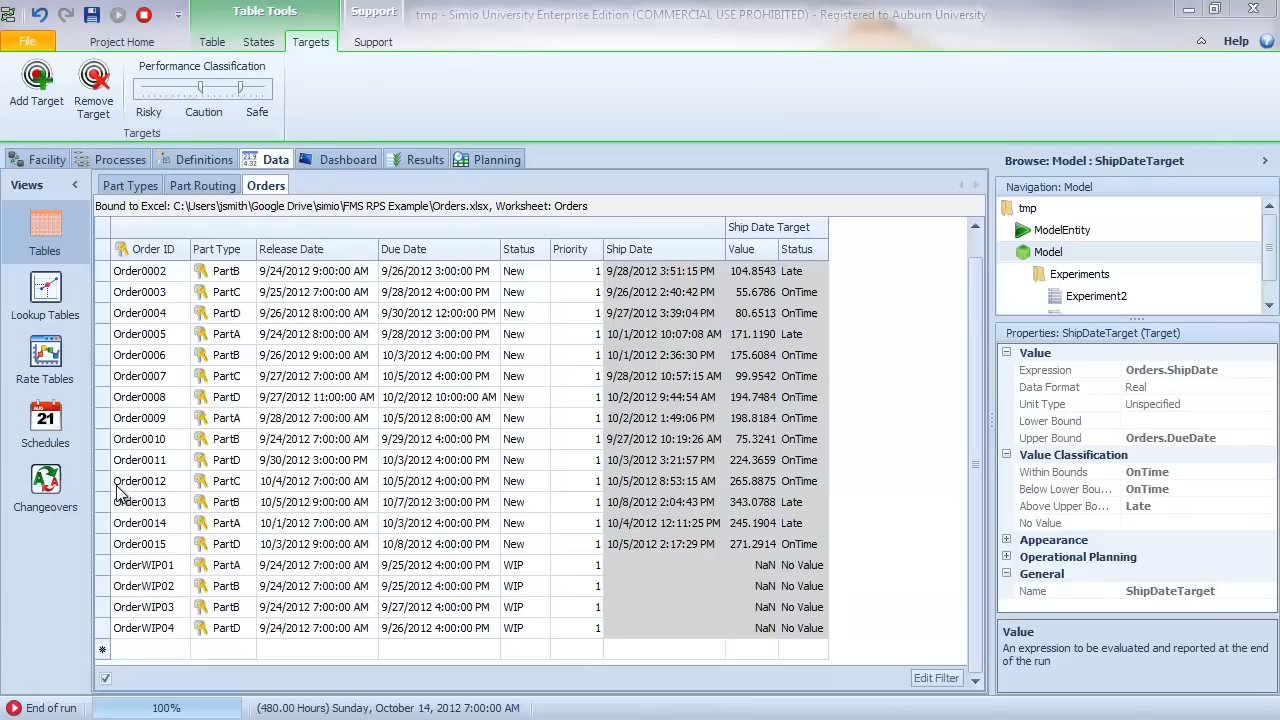 Table Tools
Support
tmp - Simio University Enterprise Edition (COMMERCIAL USE PROHIBITED) - Registered to Auburn University
File
Project Home
Table
States
Targets
Support
Help
Add Target
Remove Target
Performance Classification
Risky
Caution
Safe
Targets
Facility
Processes
Definitions
Data
Dashboard
Results
Planning
Views
Tables
Lookup Tables
Rate Tables
AUG
21
Schedules
Changeovers
Part Types
Part Routing
Orders
Bound to Excel: C:\Users\jsmith\Google Drive\simio\FMS RPS Example\Orders.xlsx, Worksheet: Orders
Ship Date Target
Order ID Part Type Release Date Due Date Status Priority Ship Date Value Status
Order0002 PartB 9/24/2012 9:00:00 AM 9/26/2012 3:00:00 PM New 1 9/28/2012 3:51:15 PM 104.8543 Late
Order0003 PartC 9/25/2012 7:00:00 AM 9/28/2012 4:00:00 PM New 1 9/26/2012 2:40:42 PM 55.6786 OnTime
Order0004 PartD 9/26/2012 8:00:00 AM 9/30/2012 12:00:00 PM New 1 9/27/2012 3:39:04 PM 80.6513 OnTime
Order0005 PartA 9/24/2012 8:00:00 AM 9/28/2012 2:00:00 PM New 1 10/1/2012 10:07:08 AM 171.1190 Late
Order0006 PartB 9/26/2012 9:00:00 AM 10/3/2012 4:00:00 PM New 1 10/1/2012 2:36:30 PM 175.6084 OnTime
Order0007 PartC 9/27/2012 7:00:00 AM 10/5/2012 4:00:00 PM New 1 9/28/2012 10:57:15 AM 99.9542 OnTime
Order0008 PartD 9/27/2012 11:00:00 AM 10/2/2012 10:00:00 AM New 1 10/2/2012 9:44:54 AM 194.7484 OnTime
Order0009 PartA 9/28/2012 7:00:00 AM 10/5/2012 8:00:00 AM New 1 10/2/2012 1:49:06 PM 198.8184 OnTime
Order0010 PartB 9/24/2012 7:00:00 AM 9/29/2012 4:00:00 PM New 1 9/27/2012 10:19:26 AM 75.3241 OnTime
Order0011 PartD 9/30/2012 3:00:00 PM 10/3/2012 4:00:00 PM New 1 10/3/2012 3:21:57 PM 224.3659 OnTime
Order0012 PartC 10/4/2012 7:00:00 AM 10/5/2012 4:00:00 PM New 1 10/5/2012 8:53:15 AM 265.8875 OnTime
Order0013 PartB 10/5/2012 9:00:00 AM 10/7/2012 3:00:00 PM New 1 10/8/2012 2:04:43 PM 343.0788 Late
Order0014 PartA 10/1/2012 7:00:00 AM 10/3/2012 4:00:00 PM New 1 10/4/2012 12:11:25 PM 245.1904 Late
Order0015 PartD 10/3/2012 9:00:00 AM 10/8/2012 4:00:00 PM New 1 10/5/2012 2:17:29 PM 271.2914 OnTime
OrderWIP01 PartA 9/24/2012 7:00:00 AM 9/25/2012 4:00:00 PM WIP 1 NaN No Value
OrderWIP02 PartB 9/24/2012 7:00:00 AM 9/25/2012 4:00:00 PM WIP 1 NaN No Value
OrderWIP03 PartB 9/24/2012 7:00:00 AM 9/27/2012 4:00:00 PM WIP 1 NaN No Value
OrderWIP04 PartD 9/24/2012 7:00:00 AM 9/26/2012 4:00:00 PM WIP 1 NaN No Value
Edit Filter
Browse: Model : ShipDateTarget
Navigation: Model
tmp
ModelEntity
Model
Experiments
Experiment2
Properties: ShipDateTarget (Target)
Value
Expression Orders.ShipDate
Data Format Real
Unit Type Unspecified
Lower Bound
Upper Bound Orders.DueDate
Value Classification
Within Bounds OnTime
Below Lower Bou... OnTime
Above Upper Bo... Late
No Value
Appearance
Operational Planning
General
Name ShipDateTarget
Value
An expression to be evaluated and reported at the end
of the run
End of run
100%
(480.00 Hours) Sunday, October 14, 2012 7:00:00 AM